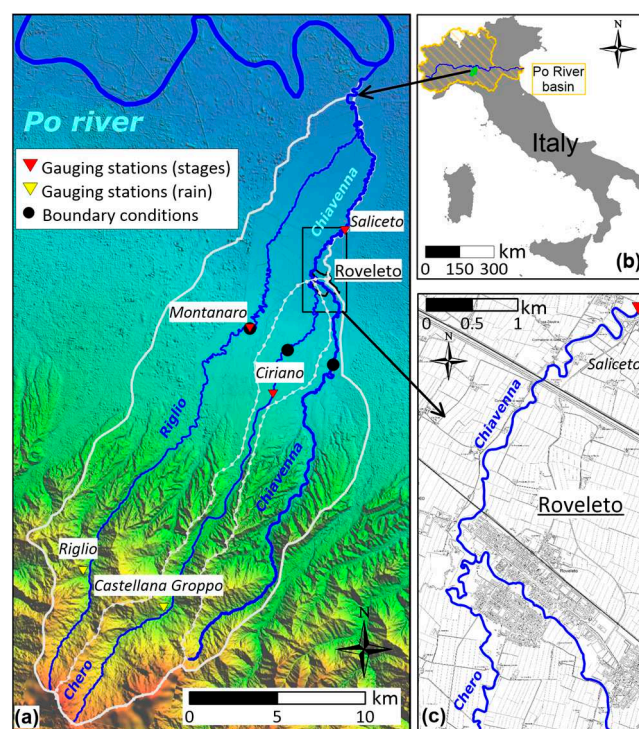 Po river
Gauging stations (stages)
Gauging stations (rain)
Boundary conditions
Chiavenna
Saliceto
Roveleto
Montanaro
Ciriano
Riglio
Chiavenna
Riglio
Castellana Groppo
Chero
N
0 5 10
km
(a)
N
Po River
basin
Italy
km
0 150 300
(b)
0 0.5 1
km
N
Saliceto
Chiavenna
Roveleto
Roveleto
Chero
(c)